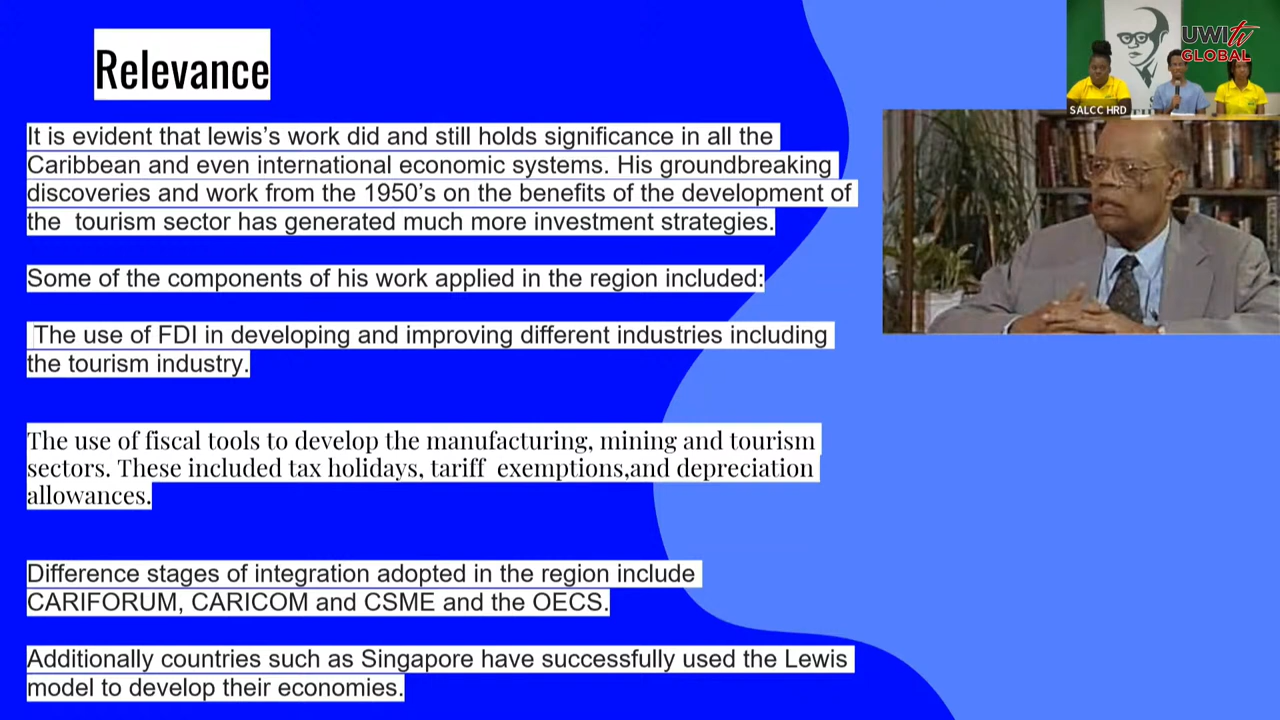 Relevance
It is evident that lewis's work did and still holds significance in all the
Caribbean and even international economic systems. His groundbreaking
discoveries and work from the 1950's on the benefits of the development of
the  tourism sector has generated much more investment strategies.
Some of the components of his work applied in the region included:
The use of FDI in developing and improving different industries including
the tourism industry.
The use of fiscal tools to develop the manufacturing, mining and tourism
sectors. These included tax holidays, tariff  exemptions,and depreciation
allowances.
Difference stages of integration adopted in the region include
CARIFORUM, CARICOM and CSME and the OECS.
Additionally countries such as Singapore have successfully used the Lewis
model to develop their economies.
UWItv
GLOBAL
SALCC HRD